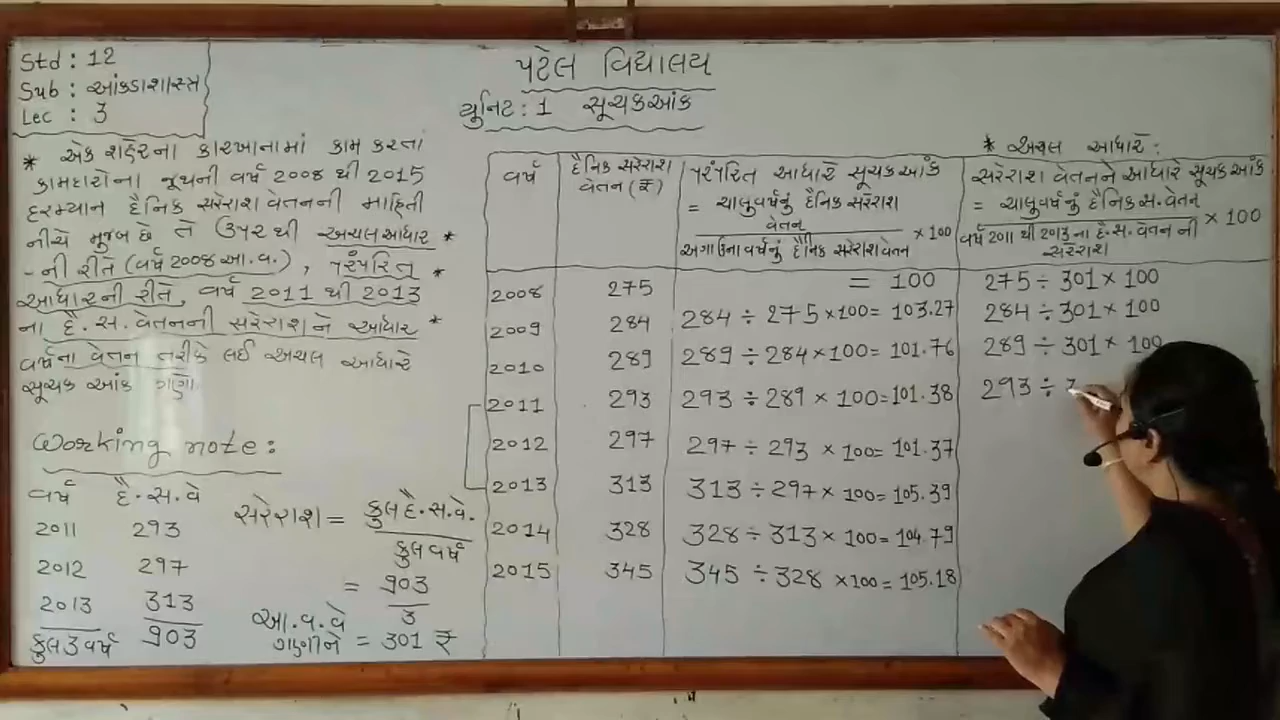 Std : 12
Sub : આંકડાશાસ્ત્ર
Lec : 3
પટેલ વિદ્યાલય
યુનિટ : 1 સૂચકઆંક
* એક શહેરના કારખાનામાં કામ કરતાં
કામદારોના જૂથની વર્ષ 2008 થી 2015
દરમ્યાન દૈનિક સરેરાશ વેતનની માહિતી
નીચે મુજબ છે તે ઉપરથી અચલ આધાર *
-ની રીતે (વર્ષ 2008 આ.વ.), પરંપરિત *
આધારની રીતે, વર્ષ 2011 થી 2013
ના દૈ. સ. વેતનની સરેરાશને આધાર *
વર્ષના વેતન તરીકે લઈ અચલ આધારે
સૂચક આંક ગણો.
Working note :
વર્ષ દૈ. સ. વે
2011 293
2012 297
2013 313
કુલ 3 વર્ષ 903
સરેરાશ = કુલ દૈ. સ. વે.
કુલ વર્ષ
= 903
3
આ. વ. વે
ગણીને = 301 ₹
* અચલ આધારે :
વર્ષ
દૈનિક સરેરાશ
વેતન (₹)
પરંપરિત આધારે સૂચક આંક
= ચાલુ વર્ષનું દૈનિક સરેરાશ
વેતન
અગાઉના વર્ષનું દૈનિક સરેરાશ વેતન × 100
સરેરાશ વેતનને આધારે સૂચક આંક
= ચાલુ વર્ષનું દૈનિક સ. વેતન
વર્ષ 2011 થી 2013 ના દૈ. સ. વેતન ની × 100
સરેરાશ
2008 275 = 100 275 ÷ 301 × 100
2009 284 284 ÷ 275 × 100 = 103.27 284 ÷ 301 × 100
2010 289 289 ÷ 284 × 100 = 101.76 289 ÷ 301 × 100
2011 293 293 ÷ 289 × 100 = 101.38 293 ÷ 3
2012 297 297 ÷ 293 × 100 = 101.37
2013 313 313 ÷ 297 × 100 = 105.39
2014 328 328 ÷ 313 × 100 = 104.79
2015 345 345 ÷ 328 × 100 = 105.18